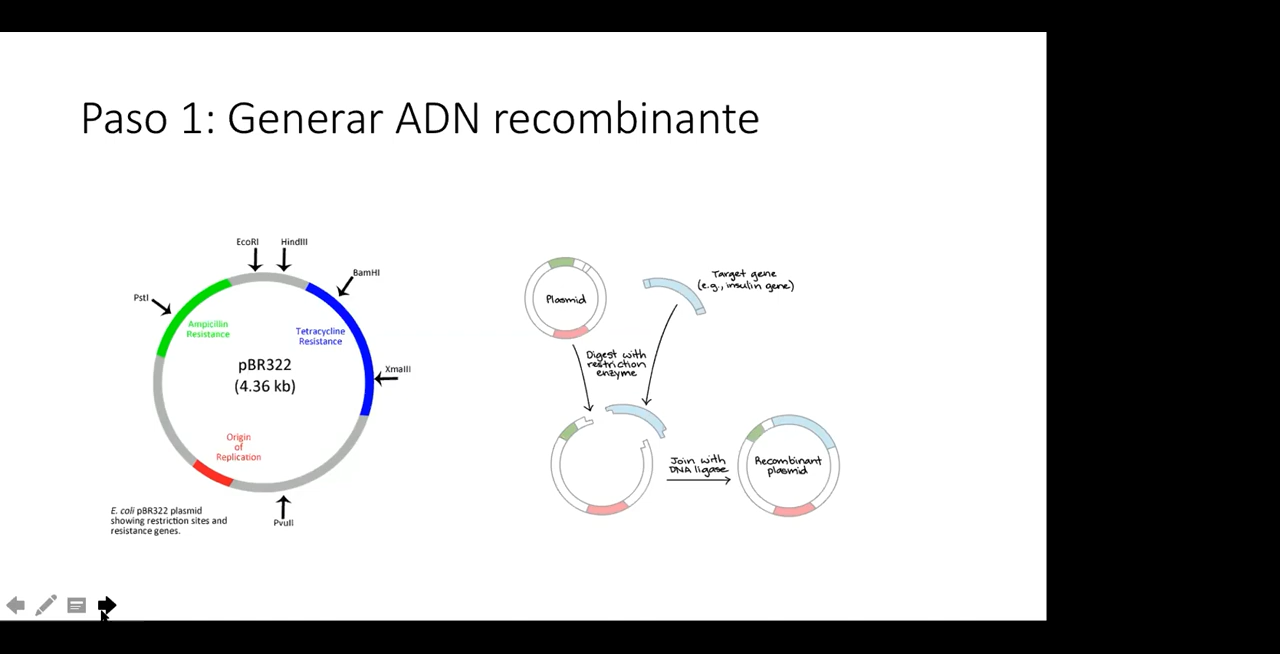 Paso 1: Generar ADN recombinante
EcoRI
HindIII
BamHI
PstI
Ampicillin
Resistance
Tetracycline
Resistance
pBR322
(4.36 kb)
XmaIII
Origin
of
Replication
E. coli pBR322 plasmid
showing restriction sites and
resistance genes.
PvuII
Plasmid
Target gene
(e.g., insulin gene)
Digest with
restriction
enzyme
Join with
DNA ligase
Recombinant
plasmid